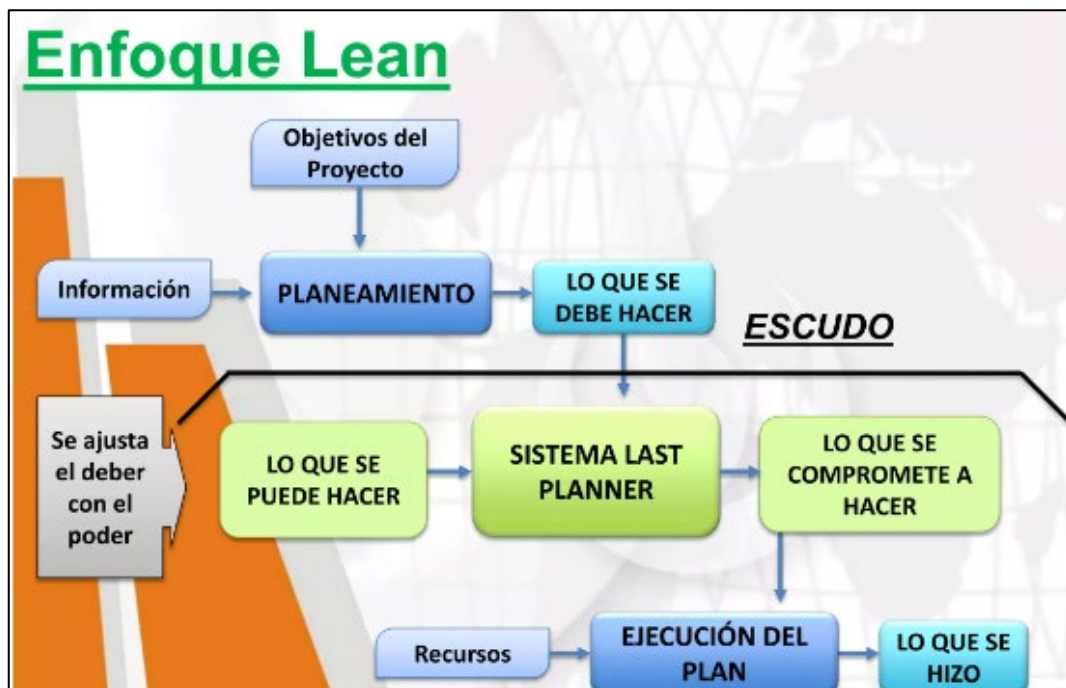 Enfoque Lean
Objetivos del
Proyecto
Información
PLANEAMIENTO
LO QUE SE
DEBE HACER
ESCUDO
Se ajusta
el deber
con el
poder
LO QUE SE
PUEDE HACER
SISTEMA LAST
PLANNER
LO QUE SE
COMPROMETE A
HACER
Recursos
EJECUCIÓN DEL
PLAN
LO QUE SE
HIZO